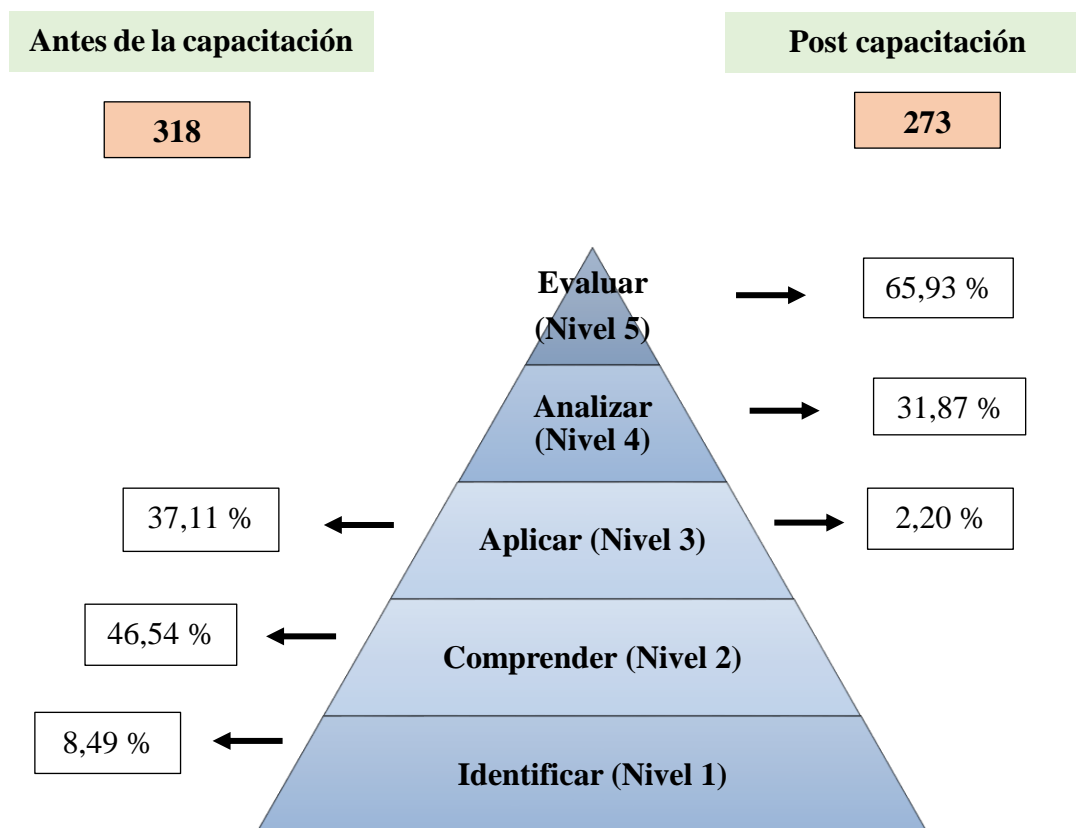 Antes de la capacitación
Post capacitación
318
273
Evaluar
(Nivel 5)
65,93 %
Analizar
(Nivel 4)
31,87 %
37,11 %
Aplicar (Nivel 3)
2,20 %
46,54 %
Comprender (Nivel 2)
8,49 %
Identificar (Nivel 1)